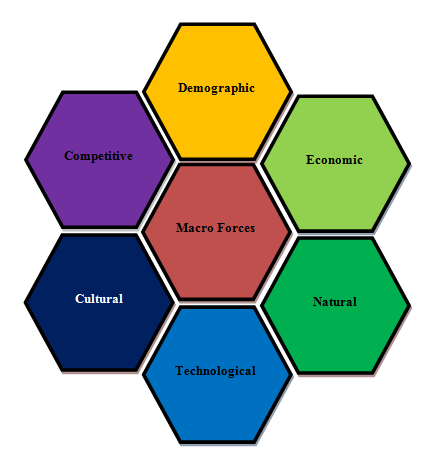 Demographic
Competitive
Economic
Macro Forces
Cultural
Natural
Technological